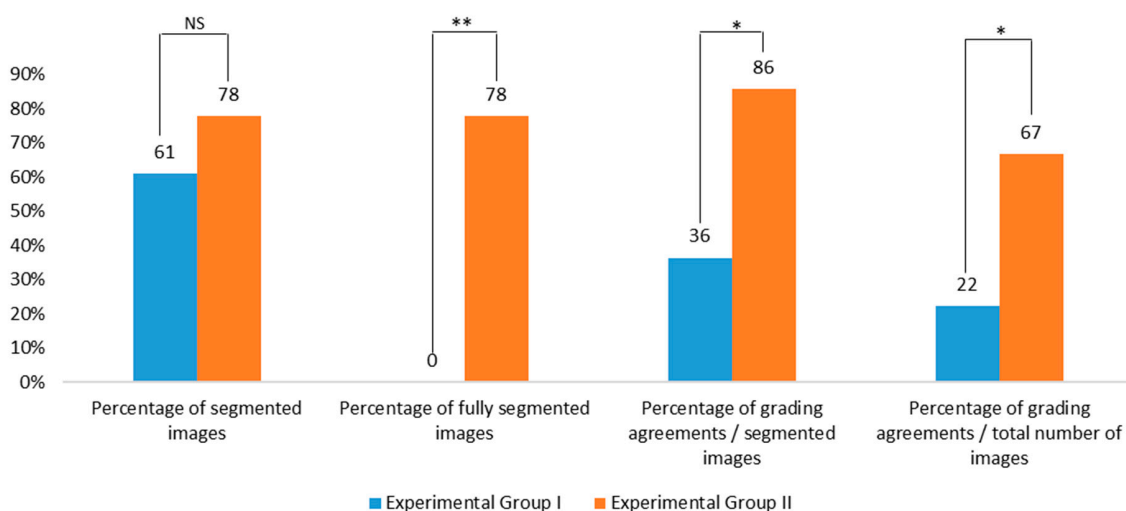 NS
**
*
*
90%
80%
70%
60%
50%
40%
30%
20%
10%
0%
61
78
0
78
36
86
22
67
Percentage of segmented
images
Percentage of fully segmented
images
Percentage of grading
agreements / segmented
images
Percentage of grading
agreements / total number of
images
Experimental Group I
Experimental Group II